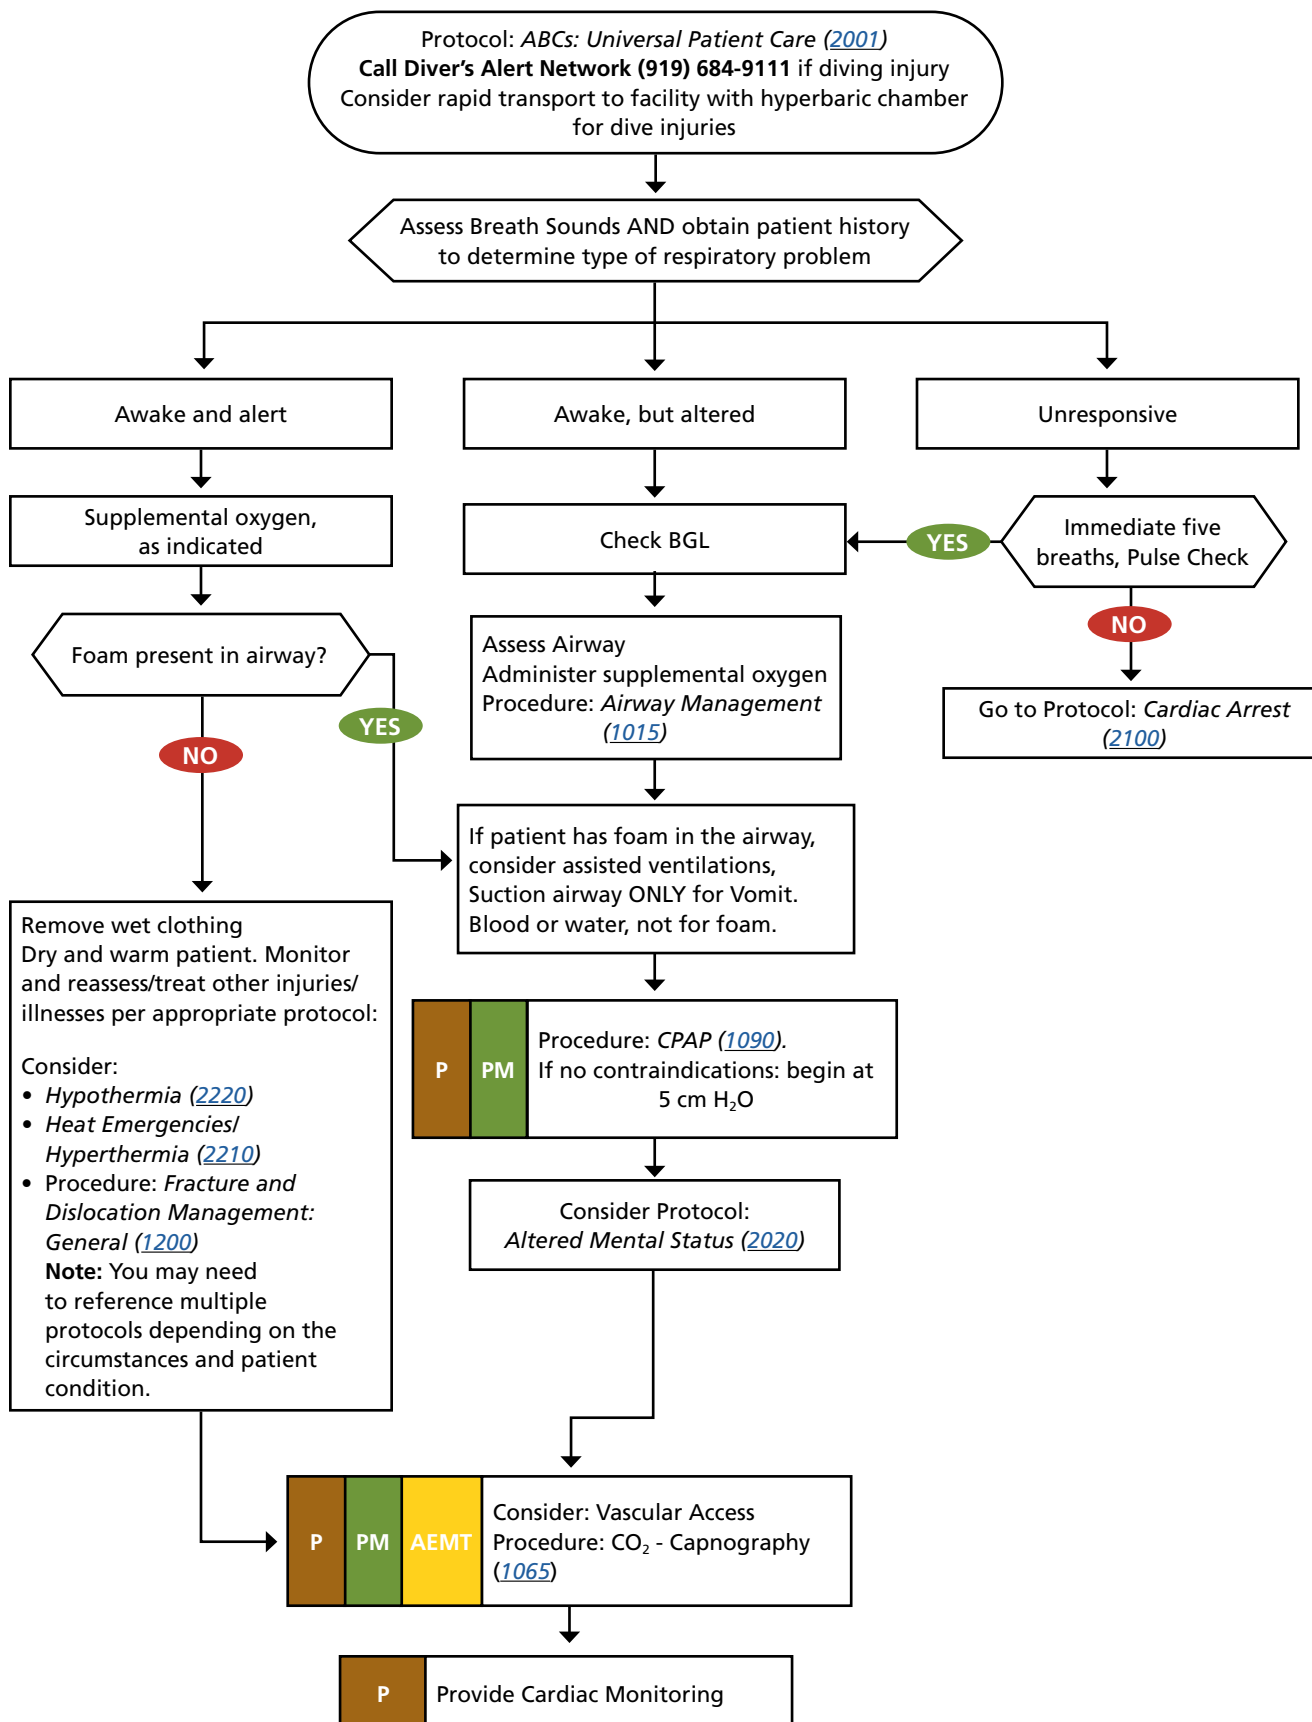 Protocol: ABCs: Universal Patient Care (2001)
Call Diver's Alert Network (919) 684-9111 if diving injury
Consider rapid transport to facility with hyperbaric chamber
for dive injuries
Assess Breath Sounds AND obtain patient history
to determine type of respiratory problem
Awake and alert
Awake, but altered
Unresponsive
Supplemental oxygen,
as indicated
Check BGL
YES
Immediate five
breaths, Pulse Check
NO
Foam present in airway?
YES
NO
Assess Airway
Administer supplemental oxygen
Procedure: Airway Management
(1015)
Go to Protocol: Cardiac Arrest
(2100)
If patient has foam in the airway,
consider assisted ventilations,
Suction airway ONLY for Vomit.
Blood or water, not for foam.
Remove wet clothing
Dry and warm patient. Monitor
and reassess/treat other injuries/
illnesses per appropriate protocol:
Consider:
• Hypothermia (2220)
• Heat Emergencies/
Hyperthermia (2210)
• Procedure: Fracture and
Dislocation Management:
General (1200)
Note: You may need
to reference multiple
protocols depending on the
circumstances and patient
condition.
P
PM
Procedure: CPAP (1090).
If no contraindications: begin at
5 cm H₂O
Consider Protocol:
Altered Mental Status (2020)
P
PM
AEMT
Consider: Vascular Access
Procedure: CO₂ - Capnography
(1065)
P
Provide Cardiac Monitoring